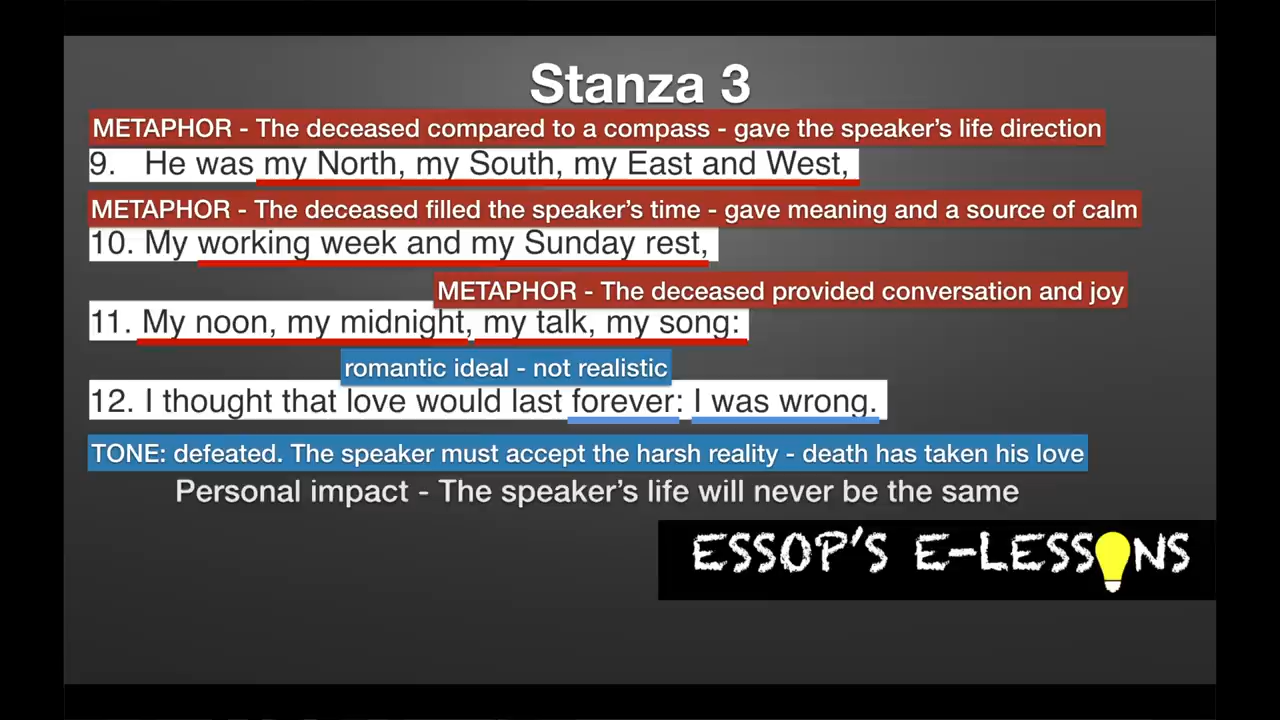 Stanza 3
METAPHOR - The deceased compared to a compass - gave the speaker's life direction
9. He was my North, my South, my East and West,
METAPHOR - The deceased filled the speaker's time - gave meaning and a source of calm
10. My working week and my Sunday rest,
METAPHOR - The deceased provided conversation and joy
11. My noon, my midnight, my talk, my song:
romantic ideal - not realistic
12. I thought that love would last forever: I was wrong.
TONE: defeated. The speaker must accept the harsh reality - death has taken his love
Personal impact - The speaker's life will never be the same
ESSOP'S E-LESSONS